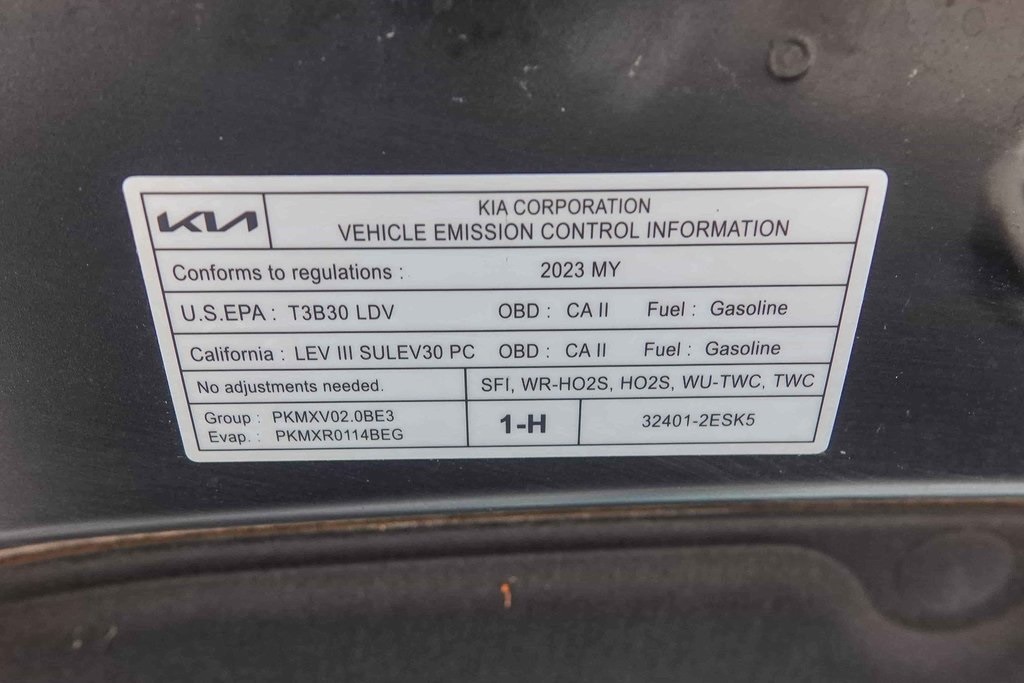 KIA
KIA CORPORATION
VEHICLE EMISSION CONTROL INFORMATION
Conforms to regulations : 2023 MY
U.S.EPA : T3B30 LDV OBD : CA II Fuel : Gasoline
California : LEV III SULEV30 PC OBD : CA II Fuel : Gasoline
No adjustments needed. SFI, WR-HO2S, HO2S, WU-TWC, TWC
Group : PKMXV02.0BE3
Evap. : PKMXR0114BEG
1-H
32401-2ESK5